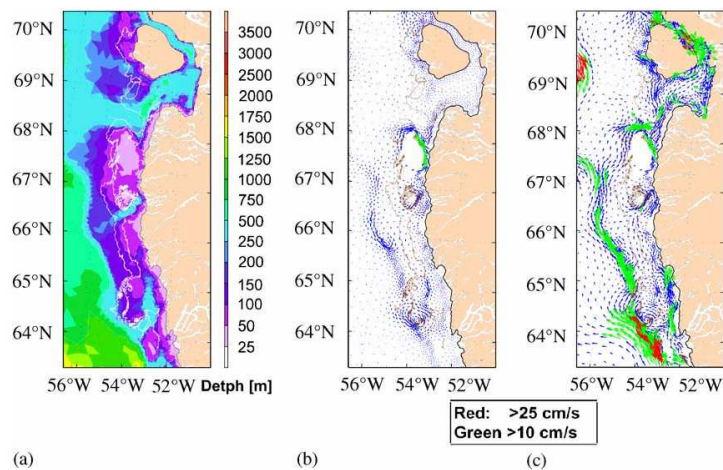 70°N
69°N
68°N
67°N
66°N
65°N
64°N
56°W 54°W 52°W
3500
3000
2500
2000
1750
1500
1250
1000
750
500
250
200
150
100
50
25
Detph [m]
(a)
70°N
69°N
68°N
67°N
66°N
65°N
64°N
56°W 54°W 52°W
(b)
70°N
69°N
68°N
67°N
66°N
65°N
64°N
56°W 54°W 52°W
Red: >25 cm/s
Green >10 cm/s
(c)